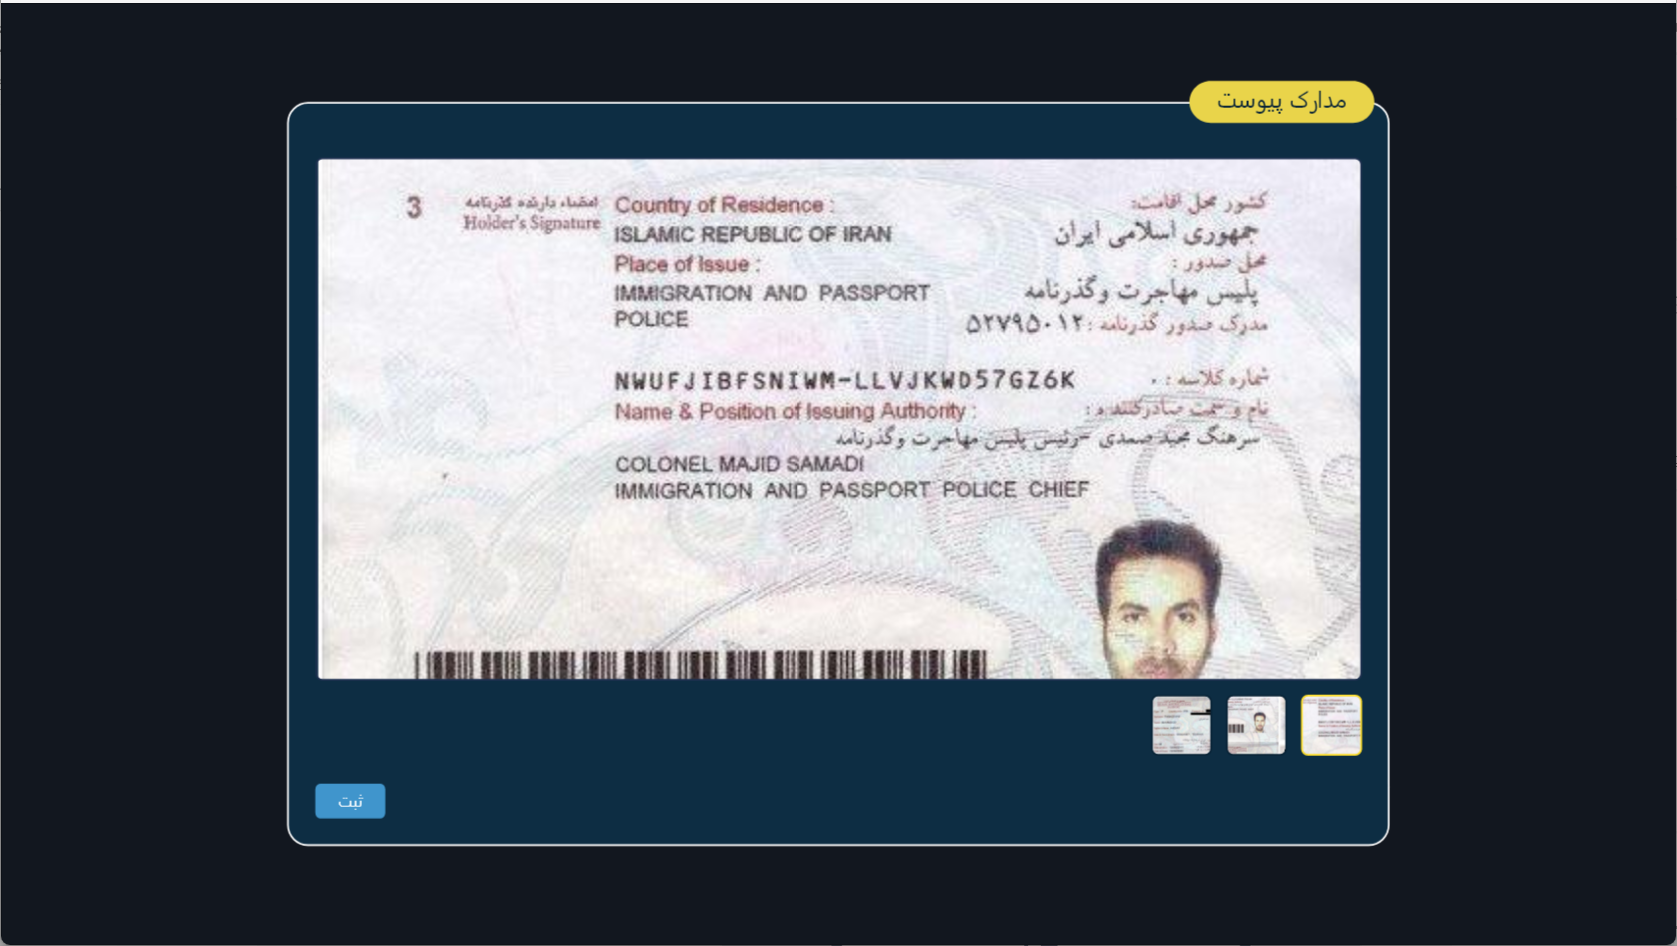 مدارک پیوست
3
امضاء دارنده گذرنامه
Holder's Signature
Country of Residence :
کشور محل اقامت:
ISLAMIC REPUBLIC OF IRAN
جمهوری اسلامی ایران
Place of Issue :
محل صدور :
IMMIGRATION AND PASSPORT
POLICE
پلیس مهاجرت وگذرنامه
مدرک صدور گذرنامه : ۵۲۷۹۵۰۱۲
NWUFJIBFSNIWM-LLVJKWD57GZ6K
شماره کلاسه : ۰
Name & Position of Issuing Authority :
نام و سمت صادرکننده :
سرهنگ مجید صمدی -رئیس پلیس مهاجرت وگذرنامه
COLONEL MAJID SAMADI
IMMIGRATION AND PASSPORT POLICE CHIEF
ثبت